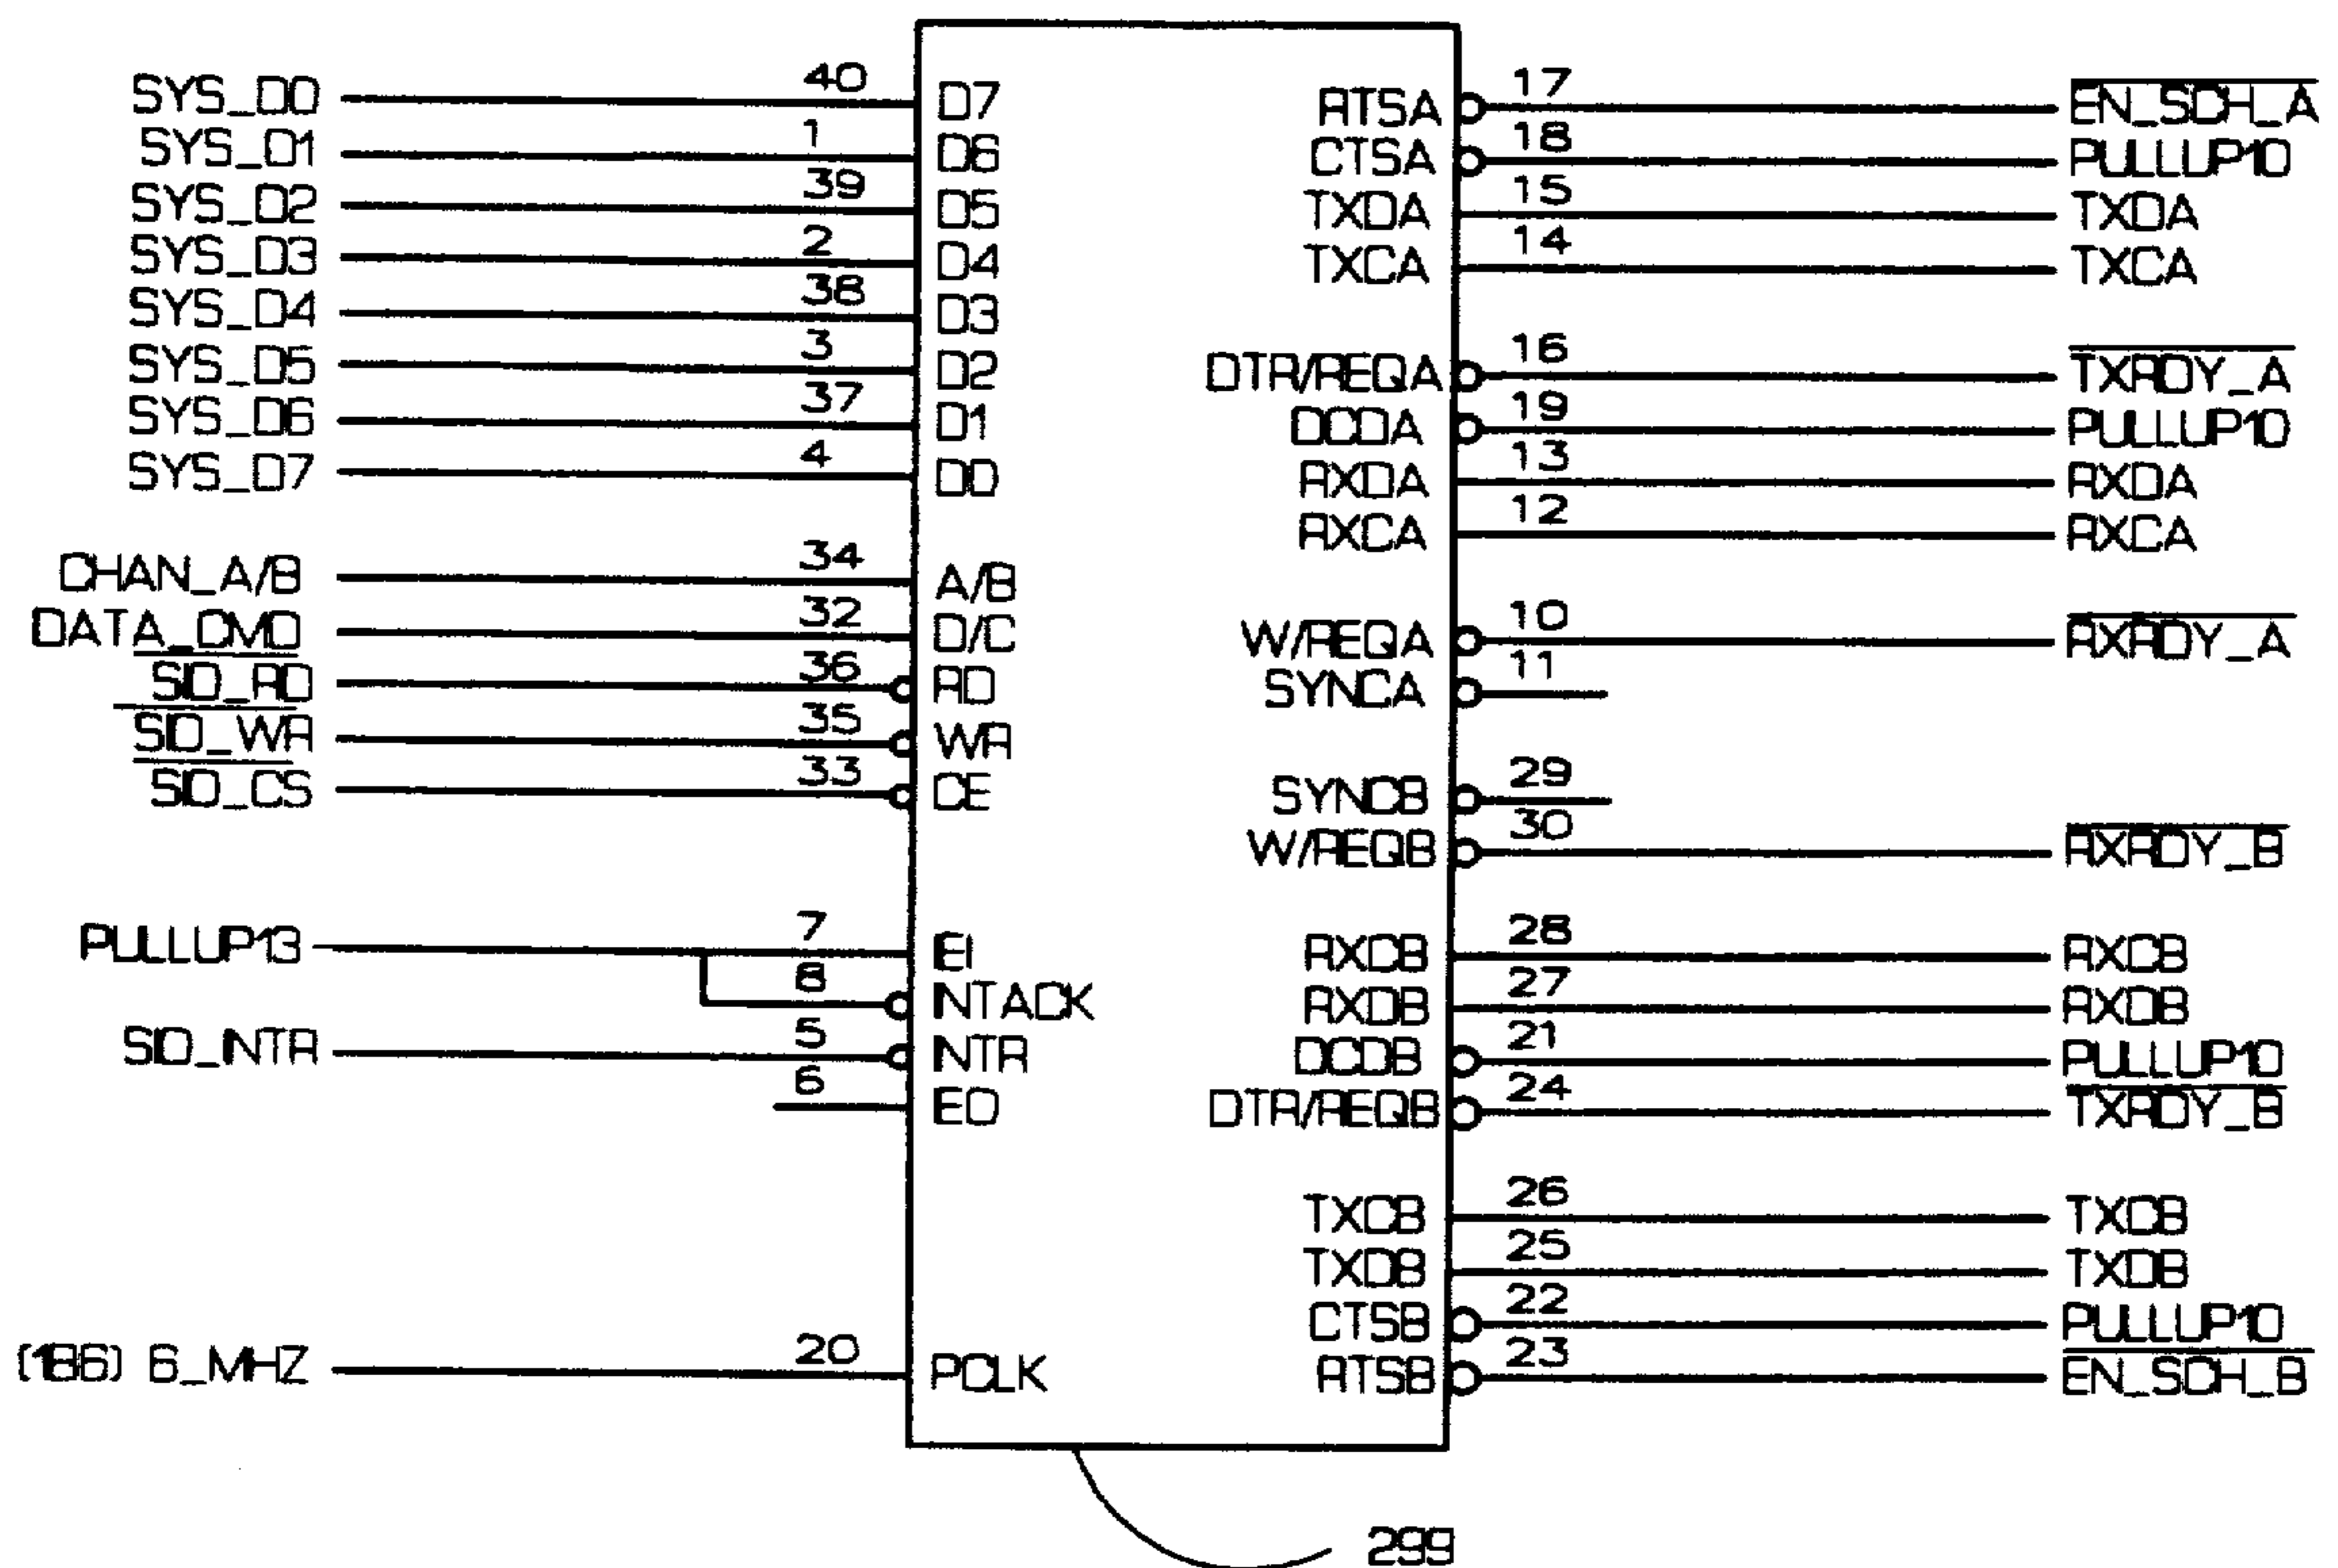 SYS_D0 40 D7
SYS_D1 1 D6
SYS_D2 39 D5
SYS_D3 2 D4
SYS_D4 38 D3
SYS_D5 3 D2
SYS_D6 37 D1
SYS_D7 4 D0
CHAN_A/B 34 A/B
DATA_CMD 32 D/C
SIO_RD 36 RD
SIO_WR 35 WR
SIO_CS 33 CE
PULLUP13 7 IEI
8 INTACK
SIO_INTR 5 INTR
6 IEO
(186) 6_MHZ 20 PCLK
RTSA 17 EN_SCH_A
CTSA 18 PULLUP10
TXDA 15 TXDA
TXCA 14 TXCA
DTR/REQA 16 TXRDY_A
DCDA 19 PULLUP10
RXDA 13 RXDA
RXCA 12 RXCA
W/REQA 10 RXRDY_A
SYNCA 11
SYNCB 29
W/REQB 30 RXRDY_B
RXCB 28 RXCB
RXDB 27 RXDB
DCDB 21 PULLUP10
DTR/REQB 24 TXRDY_B
TXCB 26 TXCB
TXDB 25 TXDB
CTSB 22 PULLUP10
RTSB 23 EN_SCH_B
299